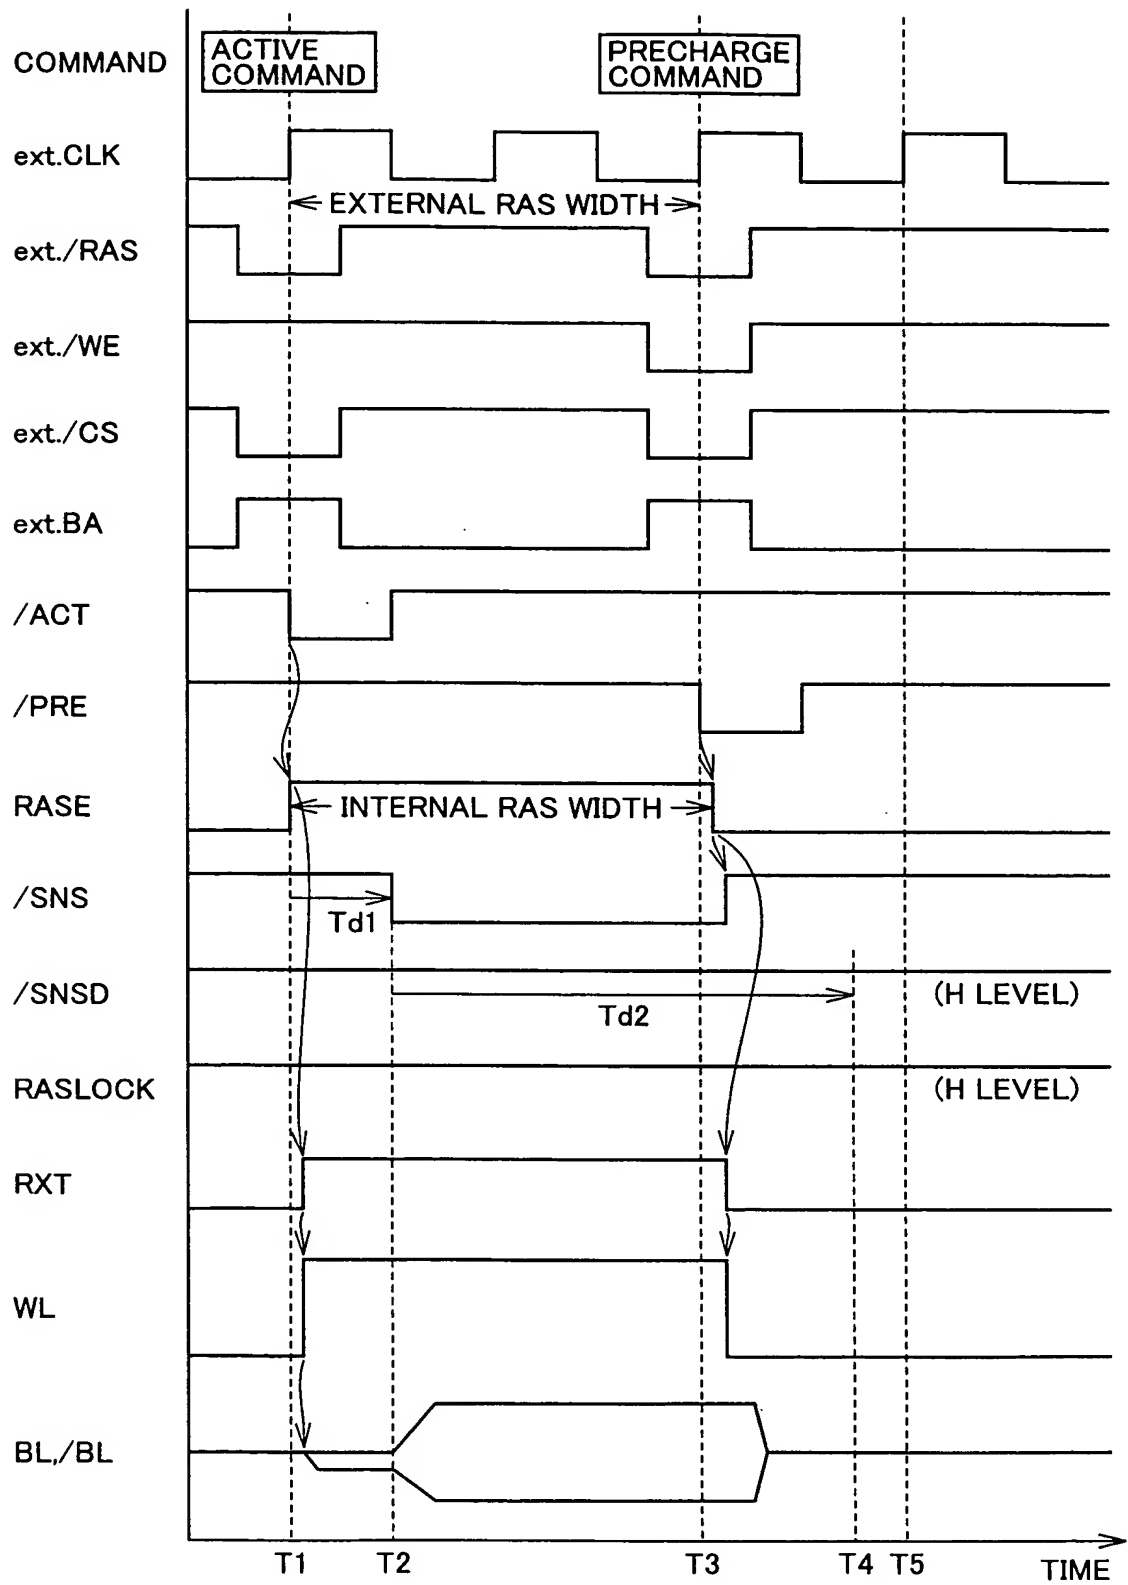 COMMAND
ACTIVE
COMMAND
PRECHARGE
COMMAND
ext.CLK
EXTERNAL RAS WIDTH
ext./RAS
ext./WE
ext./CS
ext.BA
/ACT
/PRE
RASE
INTERNAL RAS WIDTH
/SNS
Td1
/SNSD
Td2
(H LEVEL)
RASLOCK
(H LEVEL)
RXT
WL
BL,/BL
T1 T2 T3 T4 T5
TIME